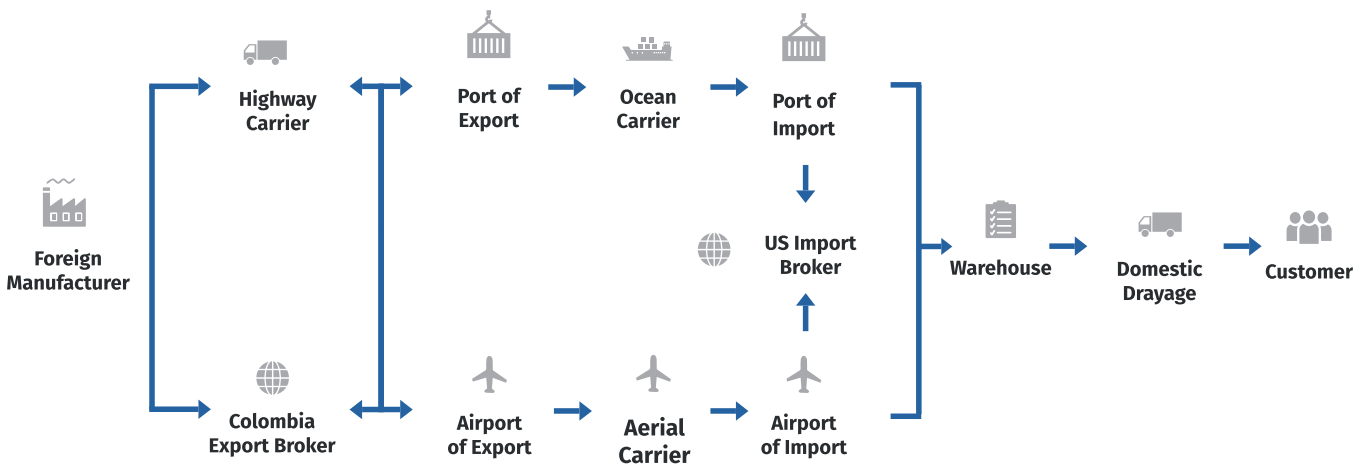 Highway
Carrier
Port of
Export
Ocean
Carrier
Port of
Import
Foreign
Manufacturer
US Import
Broker
Warehouse
Domestic
Drayage
Customer
Colombia
Export Broker
Airport
of Export
Aerial
Carrier
Airport
of Import